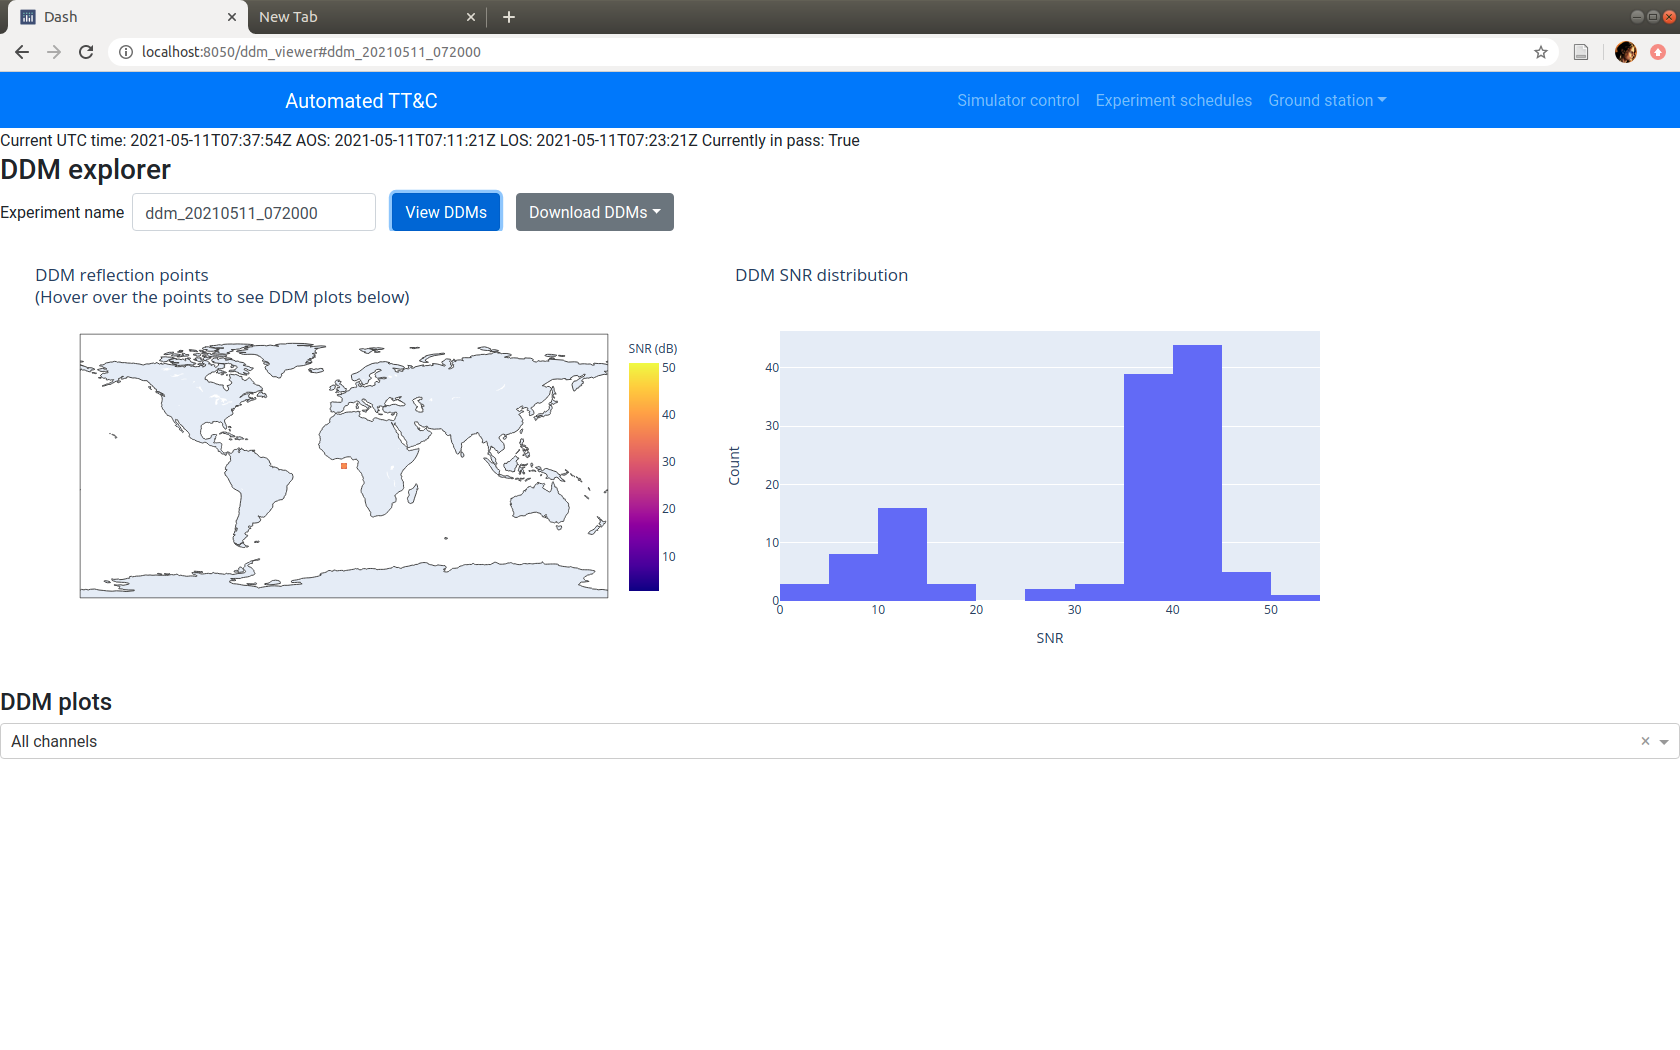 Dash
New Tab
localhost:8050/ddm_viewer#ddm_20210511_072000
Automated TT&C
Simulator control Experiment schedules Ground station
Current UTC time: 2021-05-11T07:37:54Z AOS: 2021-05-11T07:11:21Z LOS: 2021-05-11T07:23:21Z Currently in pass: True
DDM explorer
Experiment name ddm_20210511_072000 View DDMs Download DDMs
DDM reflection points
(Hover over the points to see DDM plots below)
SNR (dB)
50
40
30
20
10
DDM SNR distribution
Count
40
30
20
10
0
0 10 20 30 40 50
SNR
DDM plots
All channels